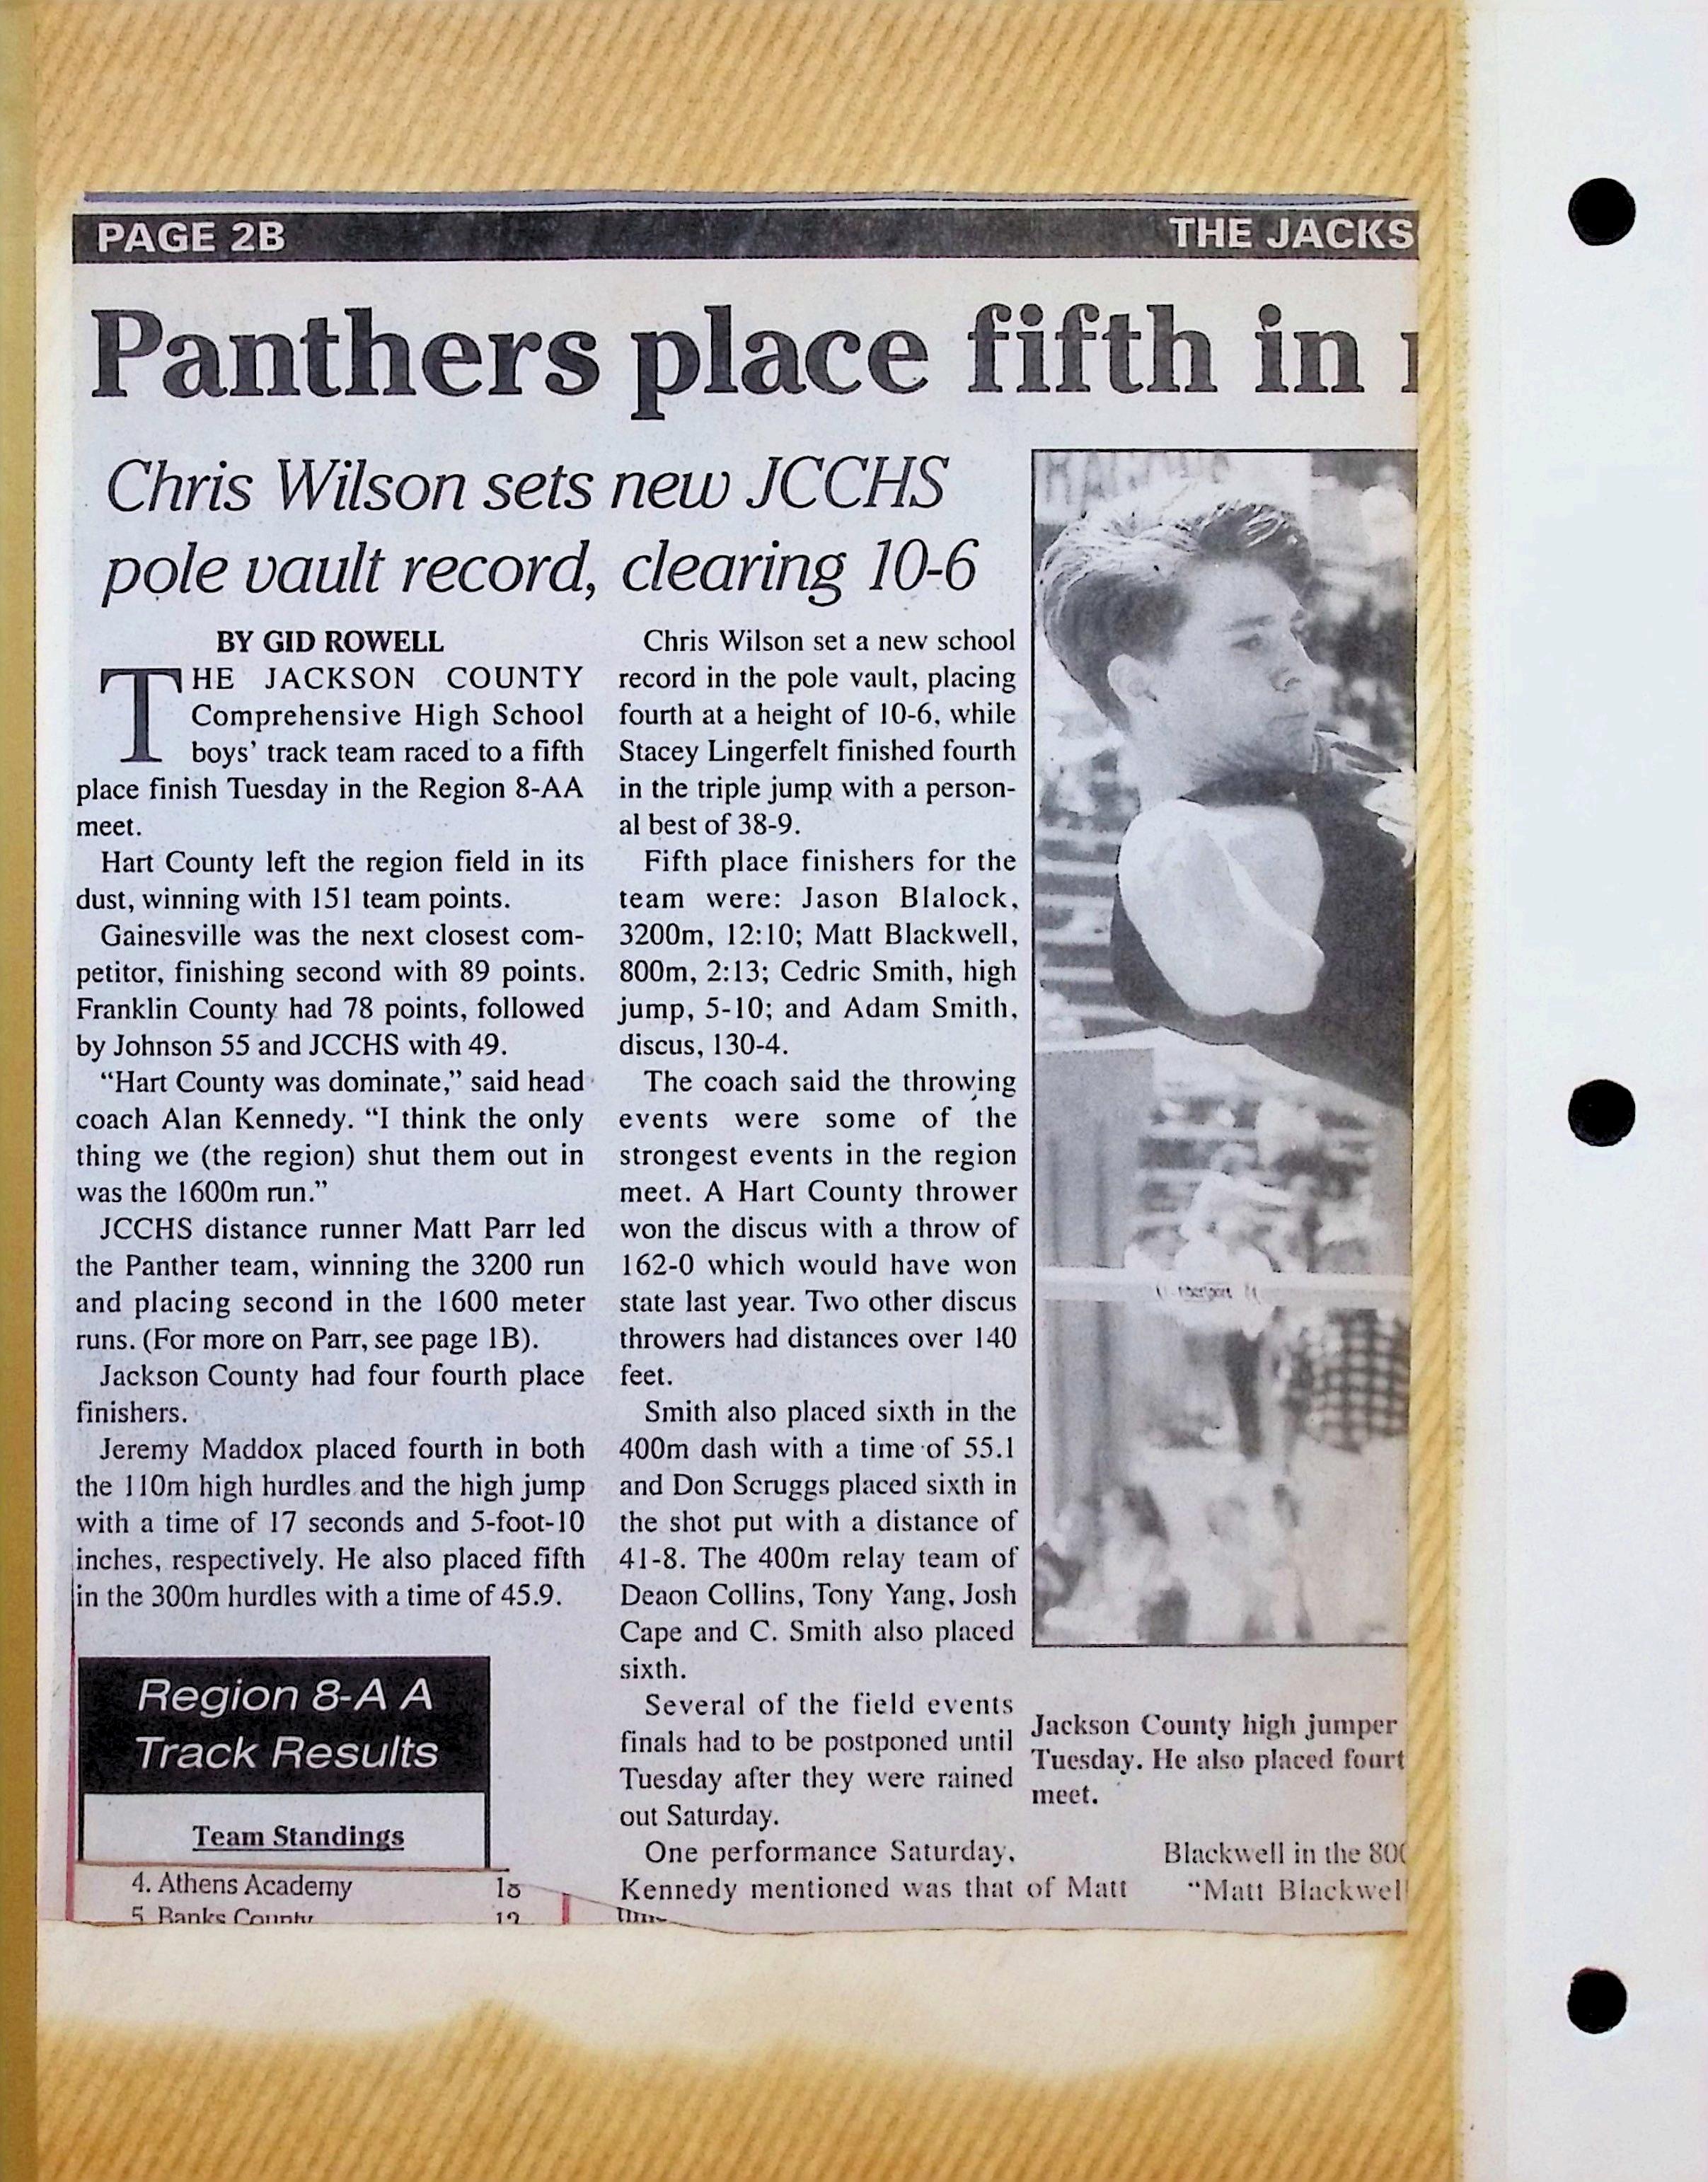 PAGE 2B THE JACKS
Panthers place fifth in
Chris Wilson sets new JCCHS
pole vault record, clearing 10-6
BY GID ROWELL
THE JACKSON COUNTY
Comprehensive High School
boys' track team raced to a fifth
place finish Tuesday in the Region 8-AA
meet.
Hart County left the region field in its
dust, winning with 151 team points.
Gainesville was the next closest com-
petitor, finishing second with 89 points.
Franklin County had 78 points, followed
by Johnson 55 and JCCHS with 49.
"Hart County was dominate," said head
coach Alan Kennedy. "I think the only
thing we (the region) shut them out in
was the 1600m run."
JCCHS distance runner Matt Parr led
the Panther team, winning the 3200 run
and placing second in the 1600 meter
runs. (For more on Parr, see page 1B).
Jackson County had four fourth place
finishers.
Jeremy Maddox placed fourth in both
the 110m high hurdles and the high jump
with a time of 17 seconds and 5-foot-10
inches, respectively. He also placed fifth
in the 300m hurdles with a time of 45.9.
Region 8-A A
Track Results
Team Standings
4. Athens Academy 18
5. Banks County 12
Chris Wilson set a new school
record in the pole vault, placing
fourth at a height of 10-6, while
Stacey Lingerfelt finished fourth
in the triple jump with a person-
al best of 38-9.
Fifth place finishers for the
team were: Jason Blalock,
3200m, 12:10; Matt Blackwell,
800m, 2:13; Cedric Smith, high
jump, 5-10; and Adam Smith,
discus, 130-4.
The coach said the throwing
events were some of the
strongest events in the region
meet. A Hart County thrower
won the discus with a throw of
162-0 which would have won
state last year. Two other discus
throwers had distances over 140
feet.
Smith also placed sixth in the
400m dash with a time of 55.1
and Don Scruggs placed sixth in
the shot put with a distance of
41-8. The 400m relay team of
Deaon Collins, Tony Yang, Josh
Cape and C. Smith also placed
sixth.
Several of the field events
finals had to be postponed until
Tuesday after they were rained
out Saturday.
One performance Saturday,
Kennedy mentioned was that of Matt
Jackson County high jumper
Tuesday. He also placed fourt
meet.
Blackwell in the 800
"Matt Blackwel